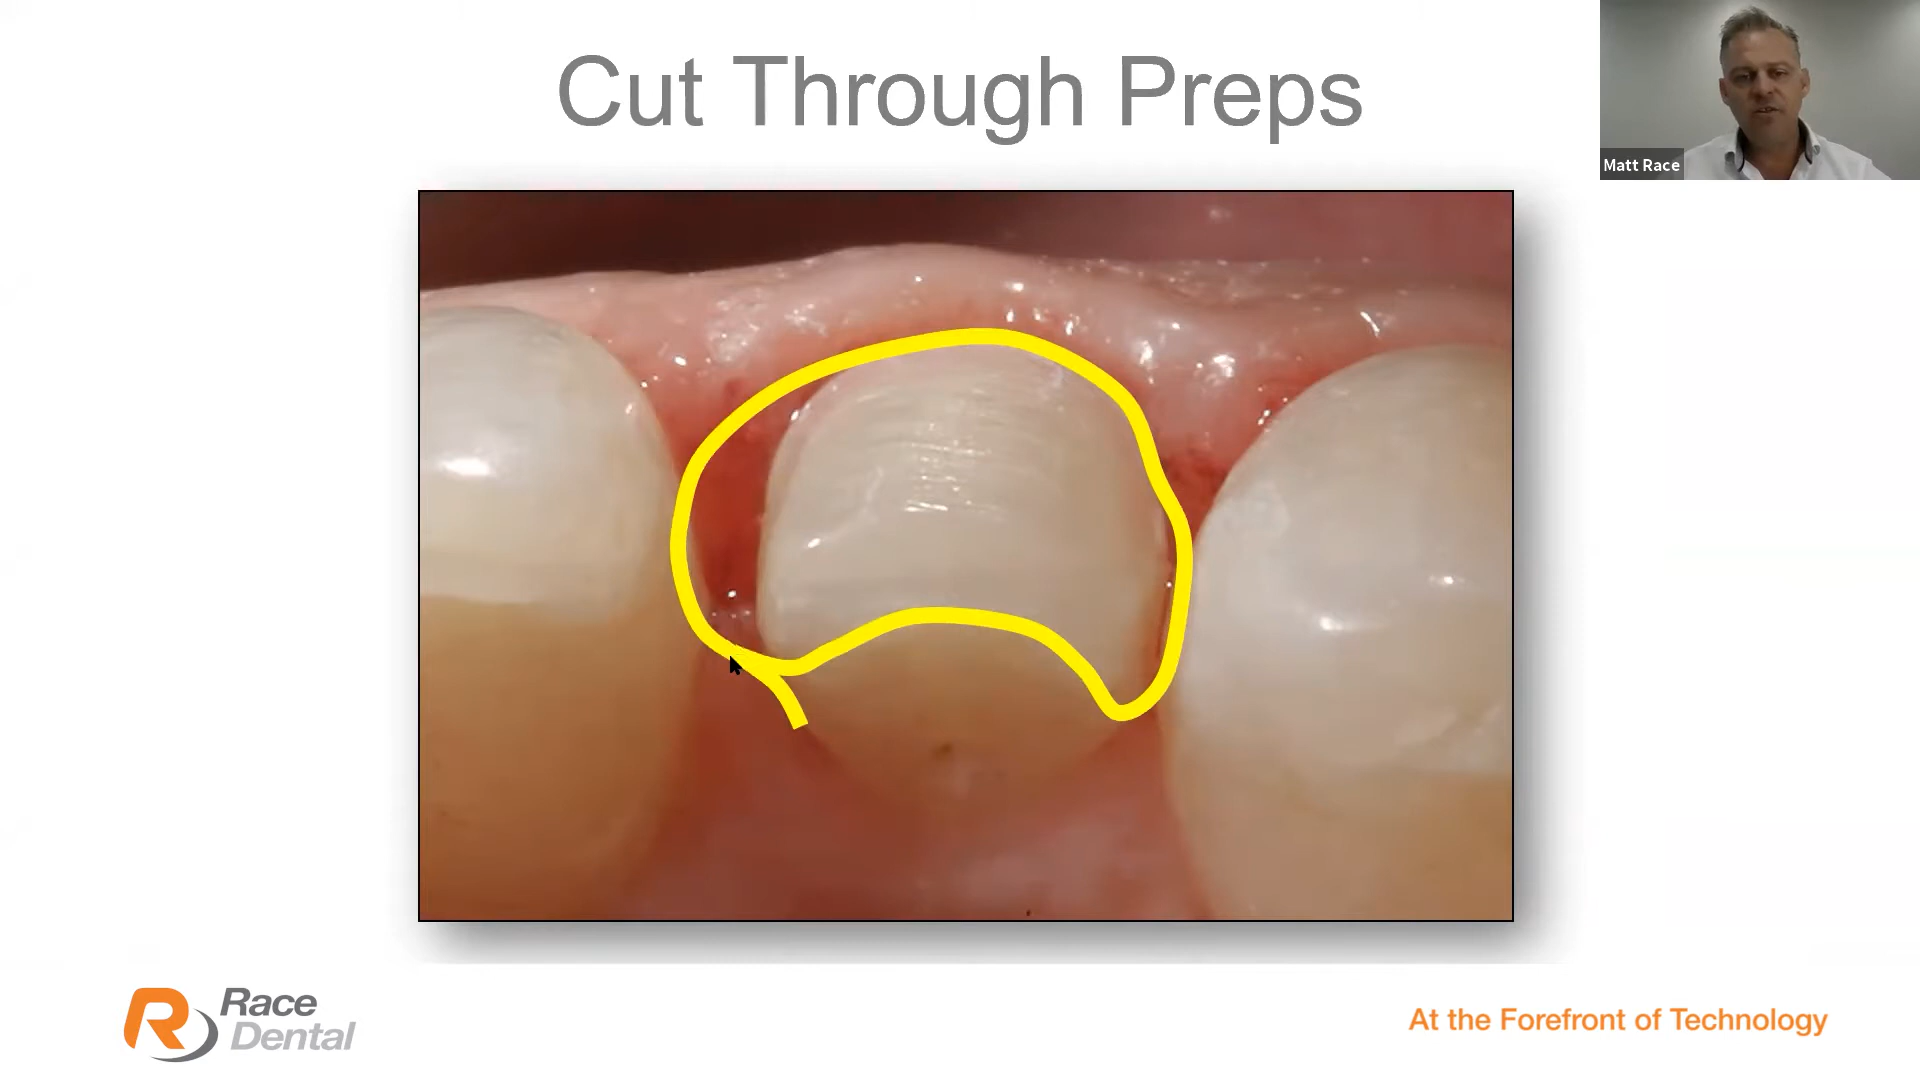 Cut Through Preps
Matt Race
Race
Dental
At the Forefront of Technology